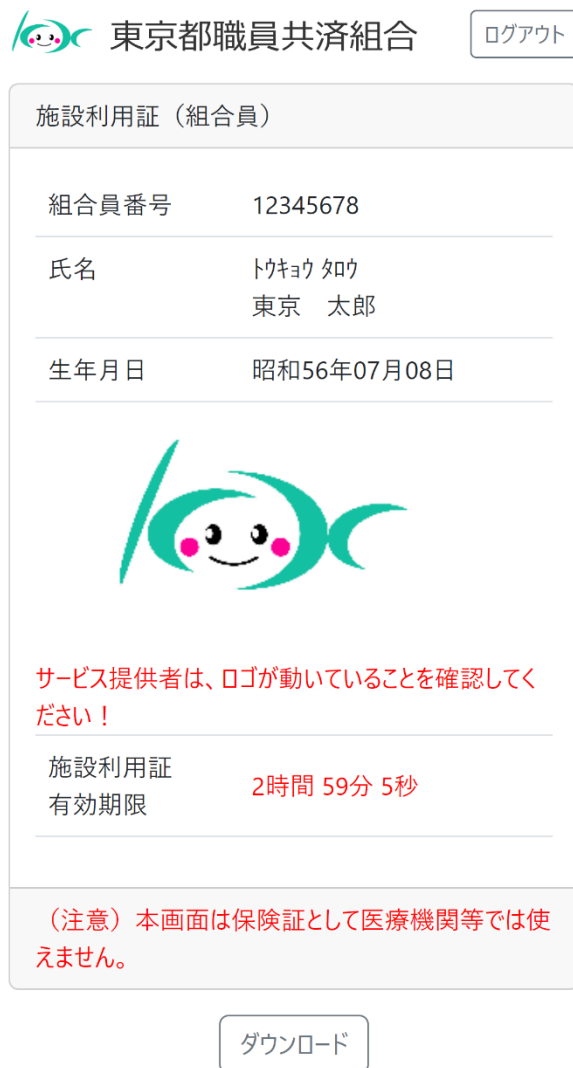 東京都職員共済組合
ログアウト
施設利用証（組合員）
組合員番号 12345678
氏名 ﾄｳｷｮｳ ﾀﾛｳ
東京　太郎
生年月日 昭和56年07月08日
サービス提供者は、ロゴが動いていることを確認してく
ださい！
施設利用証
有効期限
2時間 59分 5秒
（注意）本画面は保険証として医療機関等では使
えません。
ダウンロード